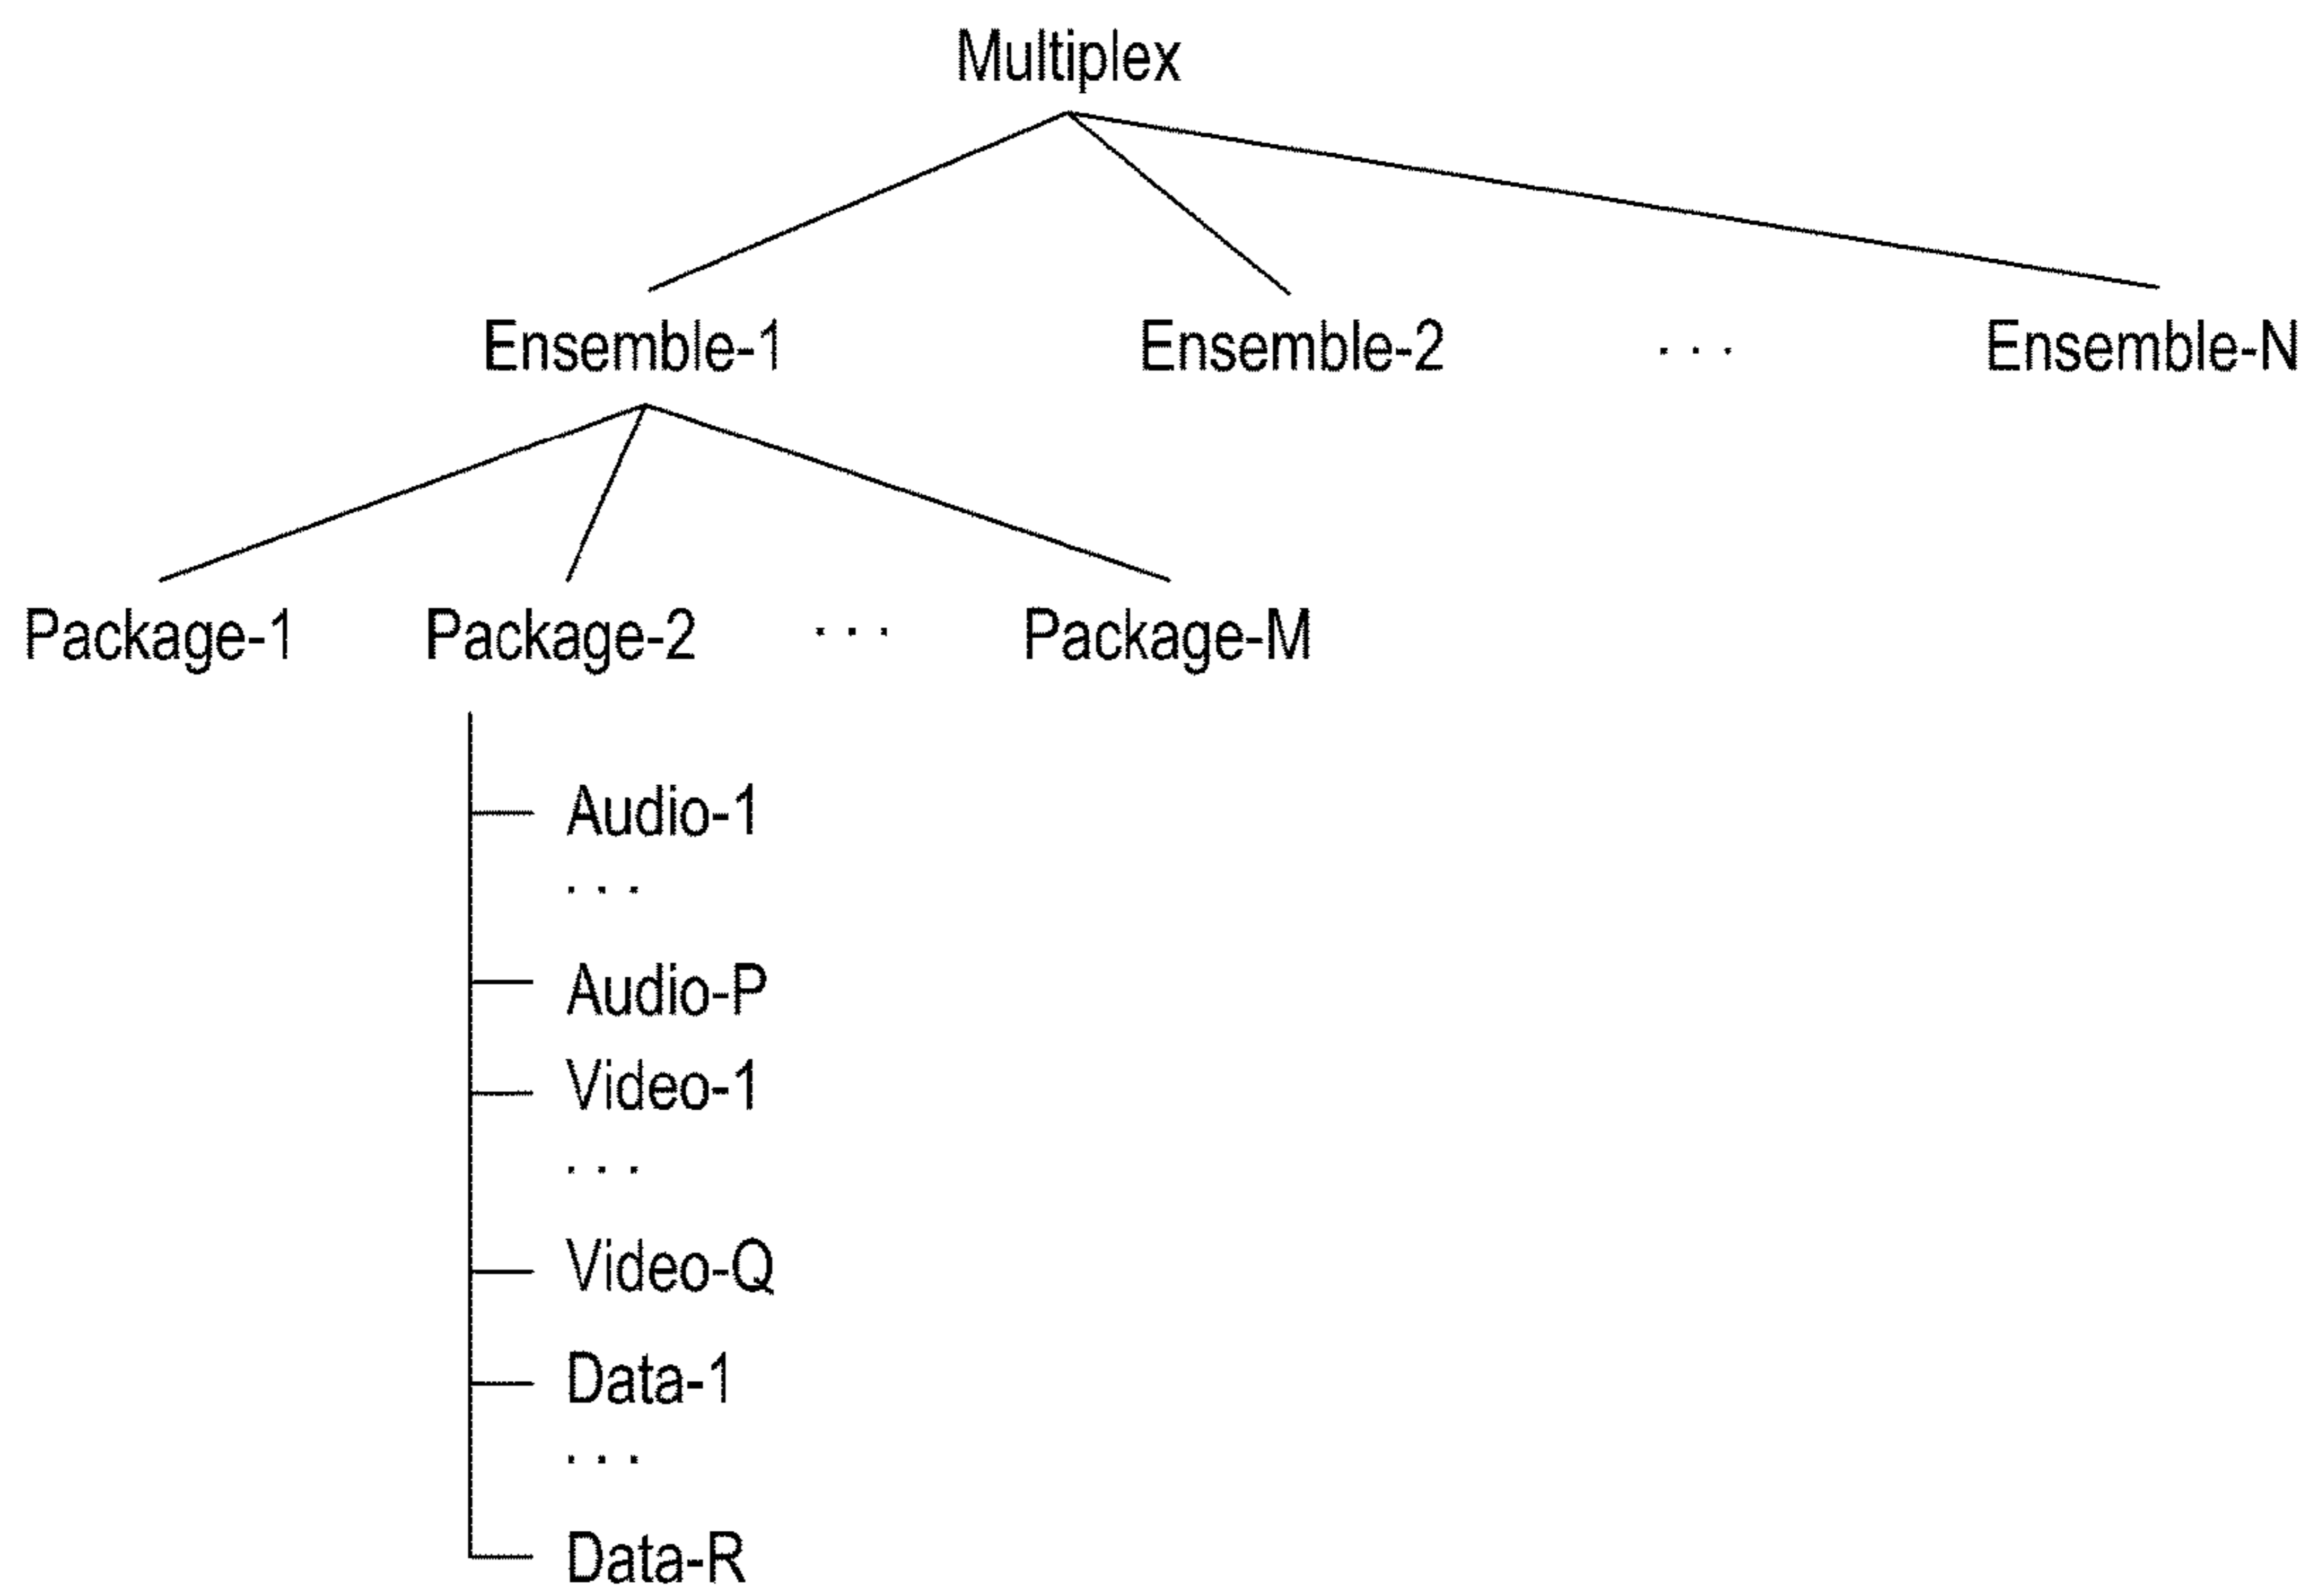 Multiplex
Ensemble-1 Ensemble-2 ... Ensemble-N
Package-1 Package-2 ... Package-M
Audio-1
...
Audio-P
Video-1
...
Video-Q
Data-1
...
Data-R